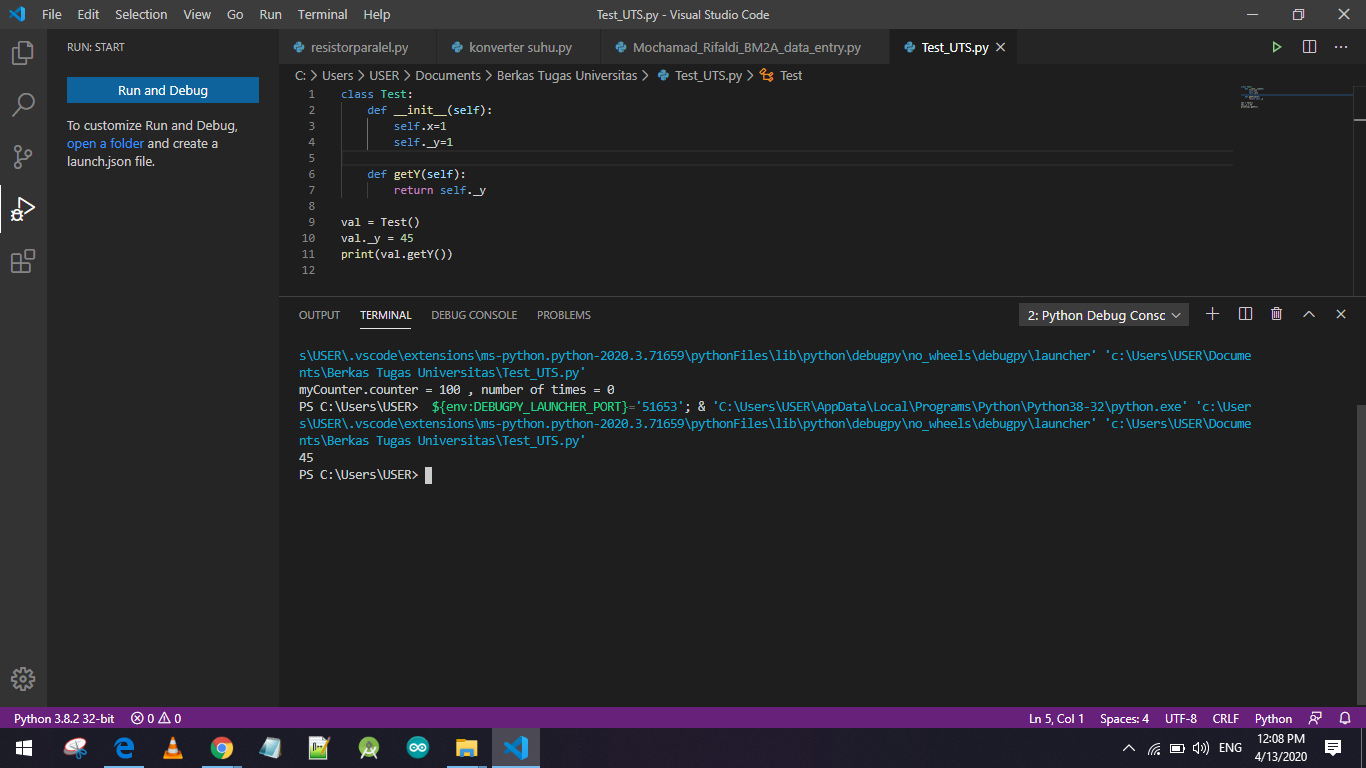 File Edit Selection View Go Run Terminal Help Test_UTS.py - Visual Studio Code
RUN: START
Run and Debug
To customize Run and Debug,
open a folder and create a
launch.json file.
resistorparalel.py konverter suhu.py Mochamad_Rifaldi_BM2A_data_entry.py Test_UTS.py
C: > Users > USER > Documents > Berkas Tugas Universitas > Test_UTS.py > Test
1 class Test:
2     def __init__(self):
3         self.x=1
4         self._y=1
5
6     def getY(self):
7         return self._y
8
9 val = Test()
10 val._y = 45
11 print(val.getY())
12
OUTPUT TERMINAL DEBUG CONSOLE PROBLEMS 2: Python Debug Consc
s\USER\.vscode\extensions\ms-python.python-2020.3.71659\pythonFiles\lib\python\debugpy\no_wheels\debugpy\launcher' 'c:\Users\USER\Docume
nts\Berkas Tugas Universitas\Test_UTS.py'
myCounter.counter = 100 , number of times = 0
PS C:\Users\USER>  ${env:DEBUGPY_LAUNCHER_PORT}='51653'; & 'C:\Users\USER\AppData\Local\Programs\Python\Python38-32\python.exe' 'c:\User
s\USER\.vscode\extensions\ms-python.python-2020.3.71659\pythonFiles\lib\python\debugpy\no_wheels\debugpy\launcher' 'c:\Users\USER\Docume
nts\Berkas Tugas Universitas\Test_UTS.py'
45
PS C:\Users\USER>
Python 3.8.2 32-bit 0 0 Ln 5, Col 1 Spaces: 4 UTF-8 CRLF Python
ENG
12:08 PM
4/13/2020